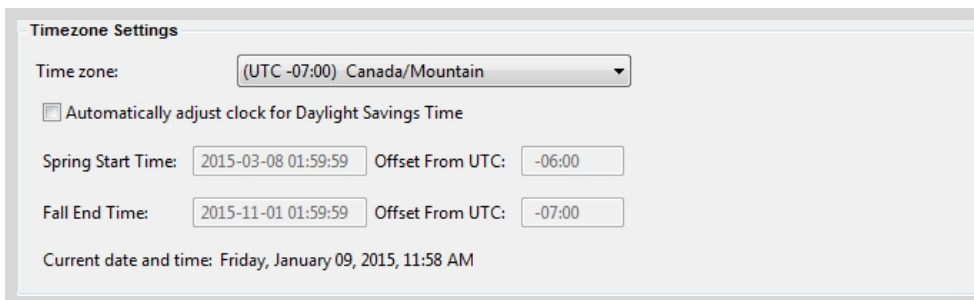 Timezone Settings
Time zone: (UTC -07:00) Canada/Mountain
Automatically adjust clock for Daylight Savings Time
Spring Start Time: 2015-03-08 01:59:59 Offset From UTC: -06:00
Fall End Time: 2015-11-01 01:59:59 Offset From UTC: -07:00
Current date and time: Friday, January 09, 2015, 11:58 AM